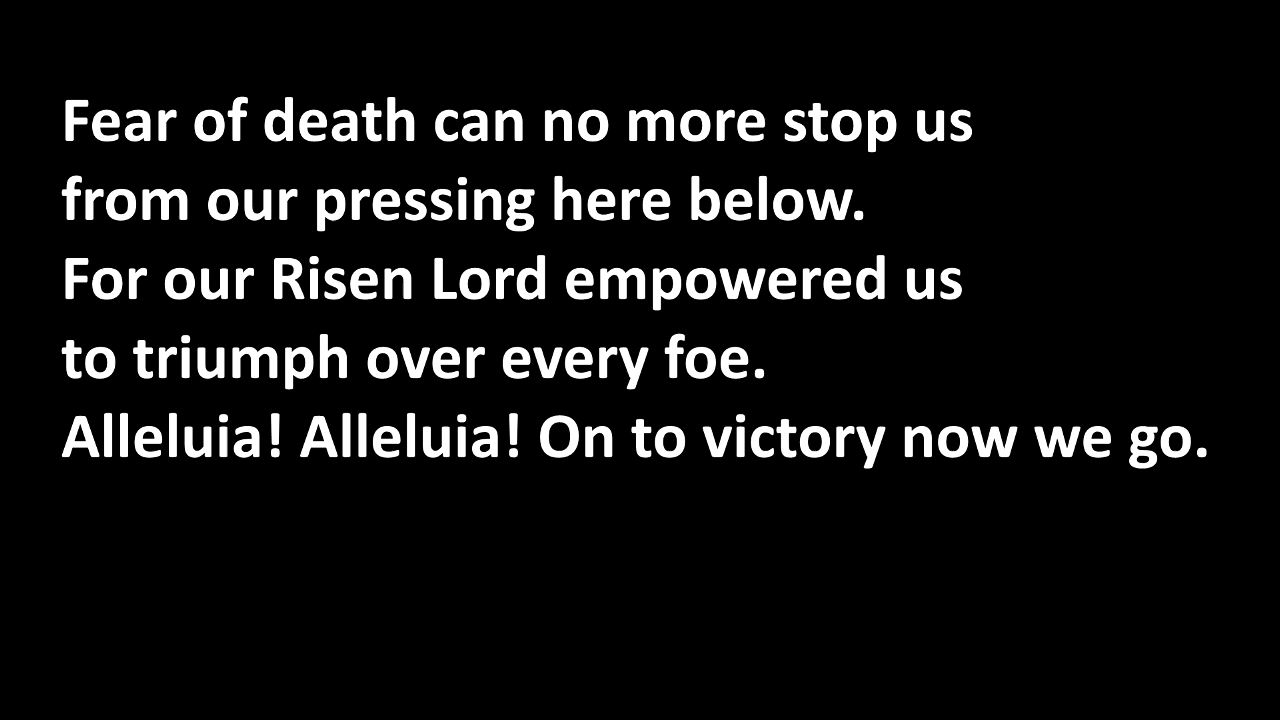 Fear of death can no more stop us
from our pressing here below.
For our Risen Lord empowered us
to triumph over every foe.
Alleluia! Alleluia! On to victory now we go.